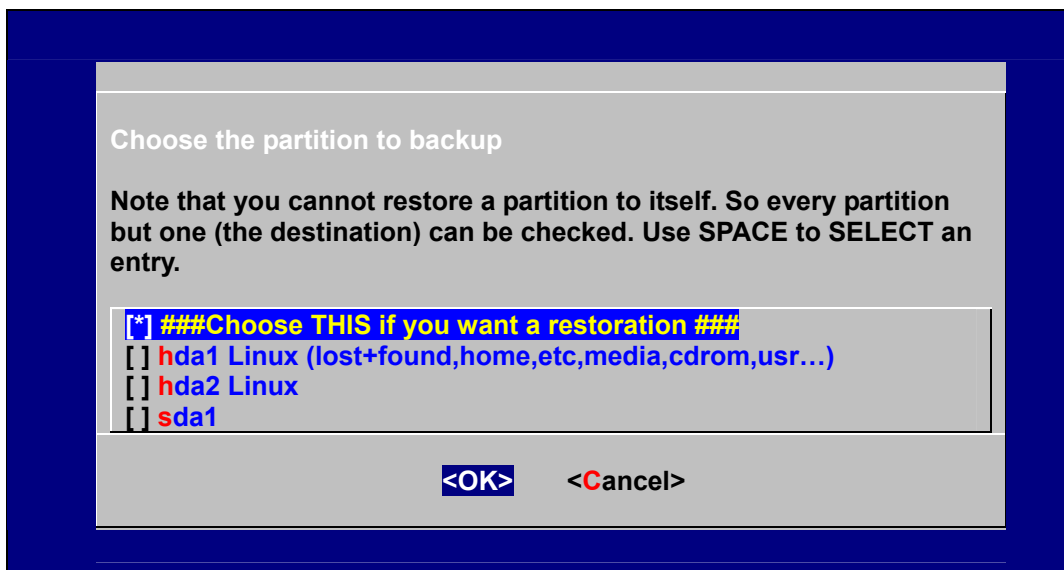 Choose the partition to backup
Note that you cannot restore a partition to itself. So every partition
but one (the destination) can be checked. Use SPACE to SELECT an
entry.
[*] ###Choose THIS if you want a restoration ###
[ ] hda1 Linux (lost+found,home,etc,media,cdrom,usr…)
[ ] hda2 Linux
[ ] sda1
<OK> <Cancel>